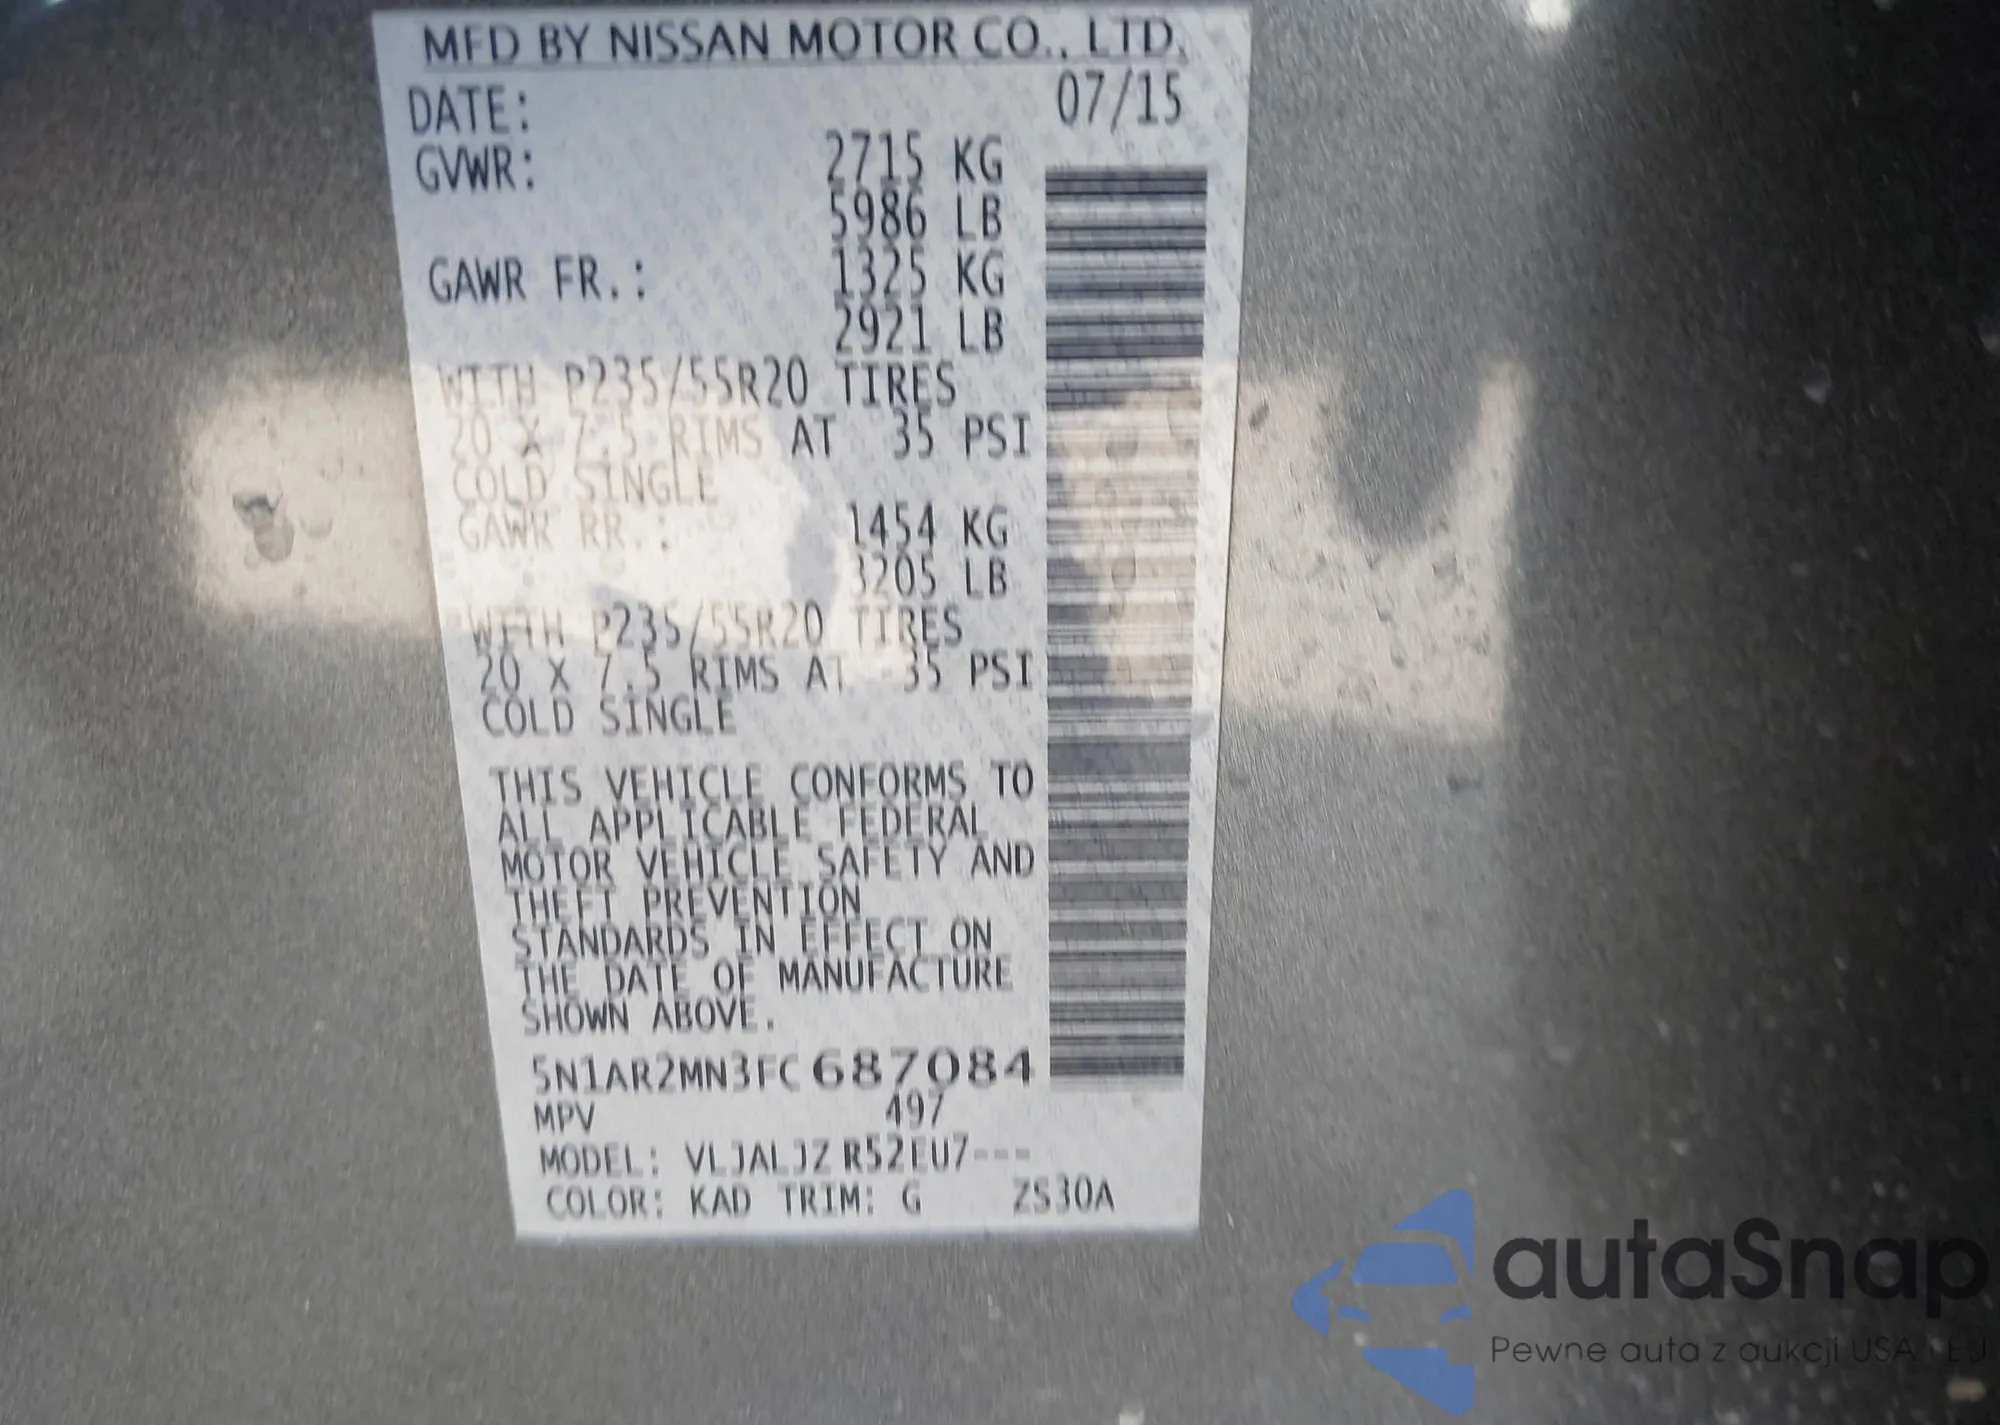 MFD BY NISSAN MOTOR CO., LTD.
DATE: 07/15
GVWR: 2715 KG
5986 LB
GAWR FR.: 1325 KG
2921 LB
WITH P235/55R20 TIRES
20 X 7.5 RIMS AT 35 PSI
COLD SINGLE
GAWR RR.: 1454 KG
3205 LB
WITH P235/55R20 TIRES
20 X 7.5 RIMS AT 35 PSI
COLD SINGLE
THIS VEHICLE CONFORMS TO
ALL APPLICABLE FEDERAL
MOTOR VEHICLE SAFETY AND
THEFT PREVENTION
STANDARDS IN EFFECT ON
THE DATE OF MANUFACTURE
SHOWN ABOVE.
5N1AR2MN3FC687084
MPV 497
MODEL: VLJALJZ R52EU7---
COLOR: KAD TRIM: G ZS30A
autaSnap
Pewne auta z aukcji USA i EU